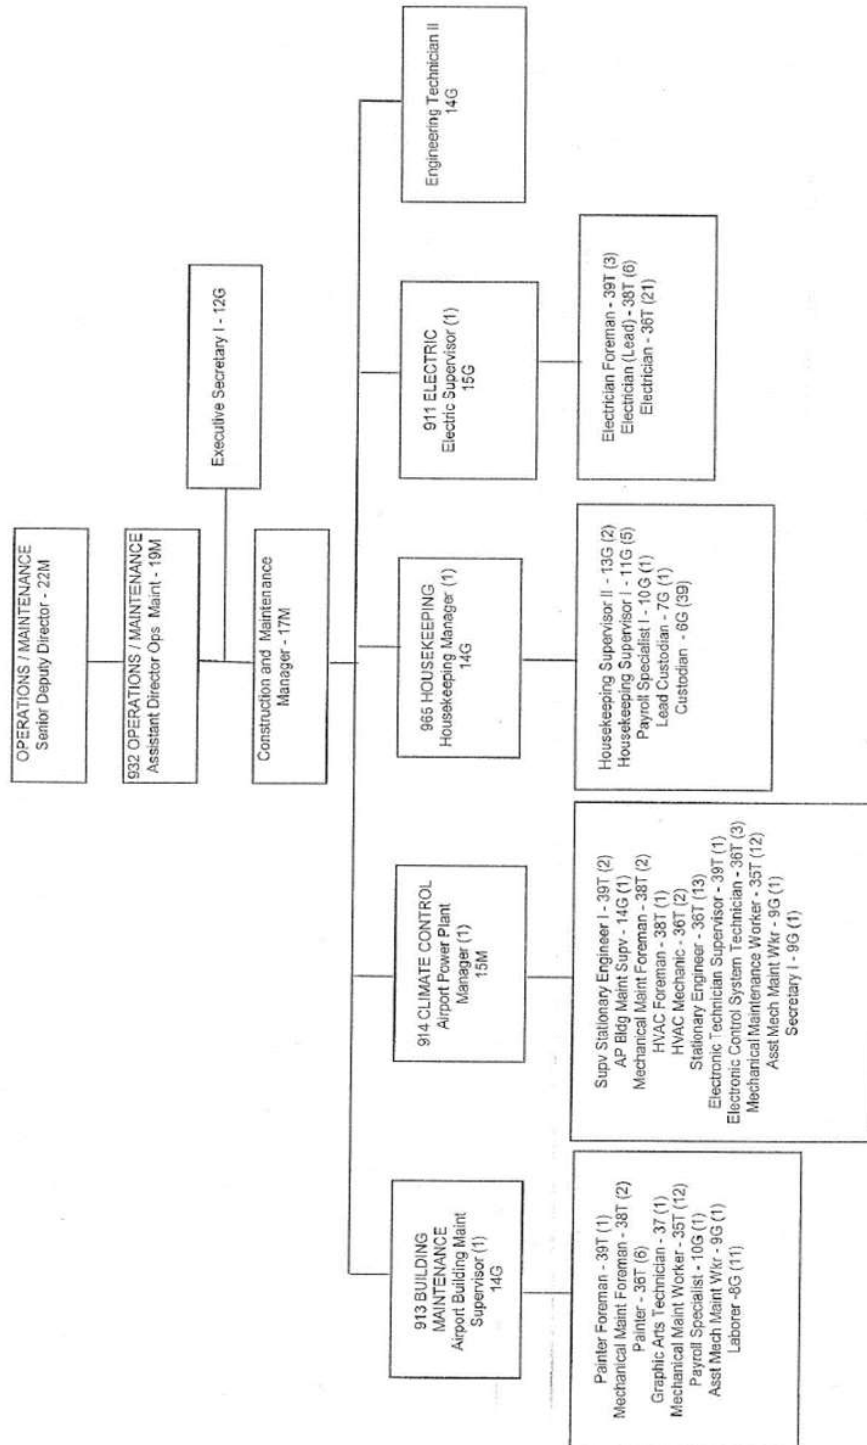 OPERATIONS / MAINTENANCE
Senior Deputy Director - 22M
932 OPERATIONS / MAINTENANCE
Assistant Director Ops Maint - 19M
Executive Secretary I - 12G
Construction and Maintenance
Manager - 17M
913 BUILDING
MAINTENANCE
Airport Building Maint
Supervisor (1)
14G
914 CLIMATE CONTROL
Airport Power Plant
Manager (1)
15M
965 HOUSEKEEPING
Housekeeping Manager (1)
14G
911 ELECTRIC
Electric Supervisor (1)
15G
Engineering Technician II
14G
Painter Foreman - 39T (1)
Mechanical Maint Foreman - 38T (2)
Painter - 36T (6)
Graphic Arts Technician - 37 (1)
Mechanical Maint Worker - 35T (12)
Payroll Specialist - 10G (1)
Asst Mech Maint Wkr - 9G (1)
Laborer -8G (11)
Supv Stationary Engineer I - 39T (2)
AP Bldg Maint Supv - 14G (1)
Mechanical Maint Foreman - 38T (2)
HVAC Foreman - 38T (1)
HVAC Mechanic - 36T (2)
Stationary Engineer - 36T (13)
Electronic Technician Supervisor - 39T (1)
Electronic Control System Technician - 36T (3)
Mechanical Maintenance Worker - 35T (12)
Asst Mech Maint Wkr - 9G (1)
Secretary I - 9G (1)
Housekeeping Supervisor II - 13G (2)
Housekeeping Supervisor I - 11G (5)
Payroll Specialist I - 10G (1)
Lead Custodian - 7G (1)
Custodian - 6G (39)
Electrician Foreman - 39T (3)
Electrician (Lead) - 38T (6)
Electrician - 36T (21)